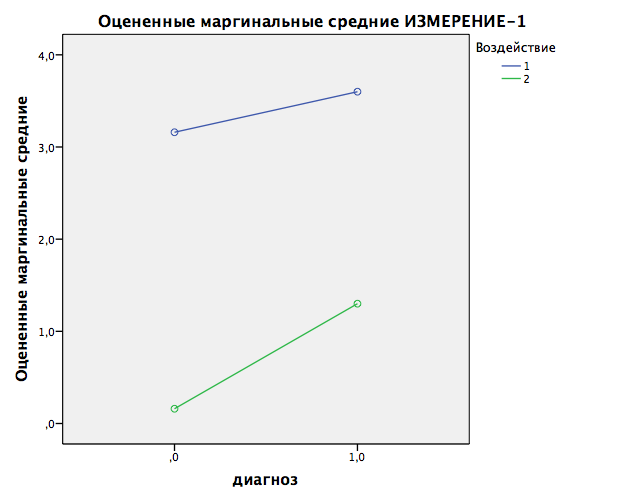 Оцененные маргинальные средние ИЗМЕРЕНИЕ-1
Воздействие
1
2
Оцененные маргинальные средние
4,0
3,0
2,0
1,0
,0
,0
1,0
диагноз